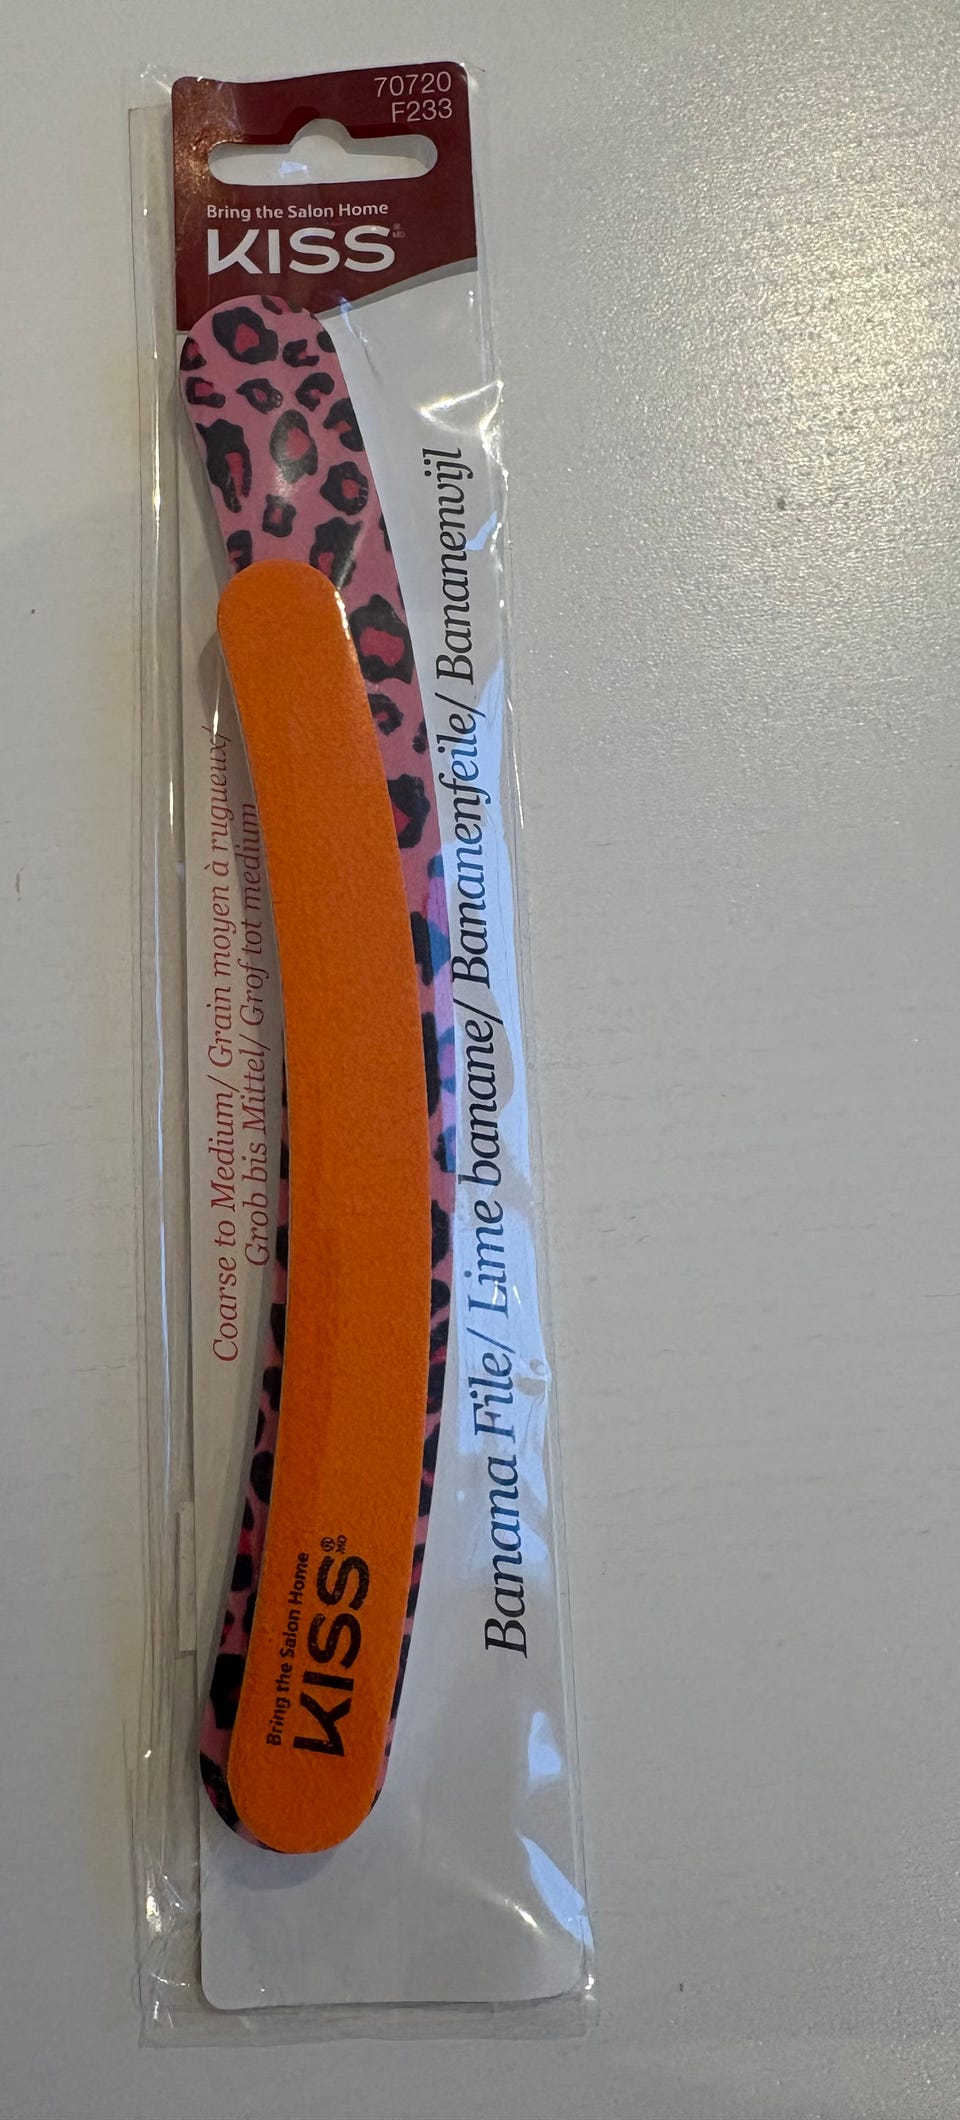 70720
F233
Bring the Salon Home
KISS
Coarse to Medium/ Grain moyen à rugueux/
Grob bis Mittel/ Grof tot medium
Banana File/ Lime banane/ Bananenfeile/ Bananenvijl
Bring the Salon Home
KISS®
MD